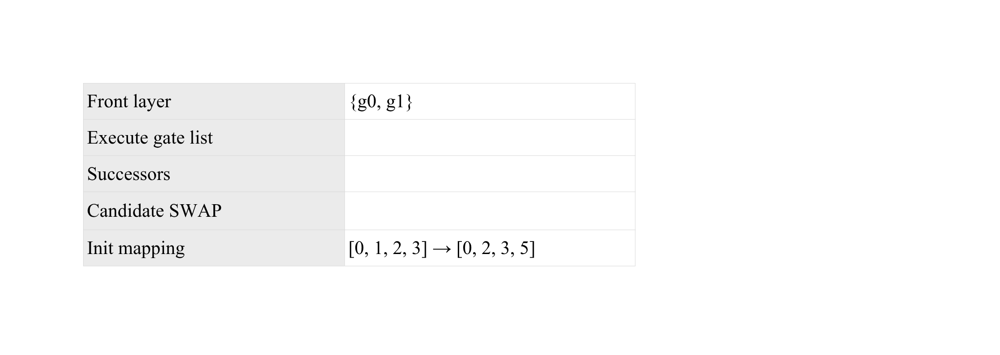 Front layer {g0, g1}
Execute gate list
Successors
Candidate SWAP
Init mapping [0, 1, 2, 3] → [0, 2, 3, 5]